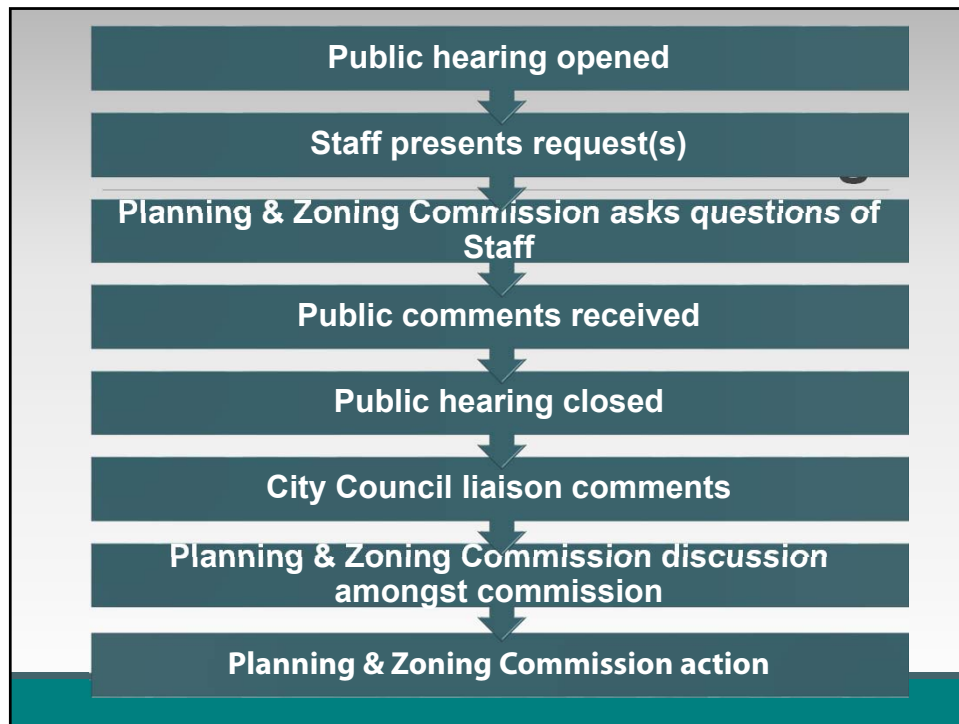 Public hearing opened
Staff presents request(s)
Planning & Zoning Commission asks questions of
Staff
Public comments received
Public hearing closed
City Council liaison comments
Planning & Zoning Commission discussion
amongst commission
Planning & Zoning Commission action